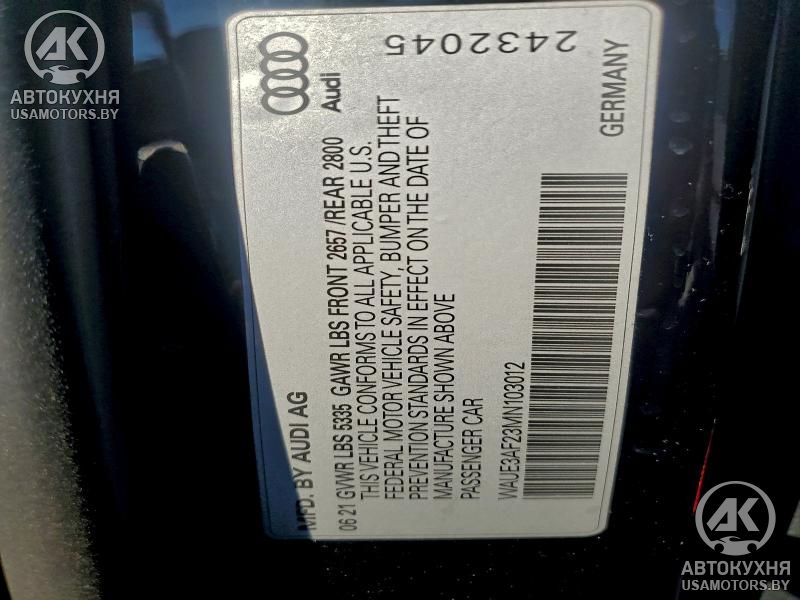 AK
АВТОКУХНЯ
USAMOTORS.BY
Audi
2432045
MFD. BY AUDI AG
06 21 GVWR LBS 5335 GAWR LBS FRONT 2657 /REAR 2800
THIS VEHICLE CONFORMS TO ALL APPLICABLE U.S.
FEDERAL MOTOR VEHICLE SAFETY, BUMPER AND THEFT
PREVENTION STANDARDS IN EFFECT ON THE DATE OF
MANUFACTURE SHOWN ABOVE
PASSENGER CAR
WAUE3AF23MN103012
GERMANY
AK
АВТОКУХНЯ
USAMOTORS.BY